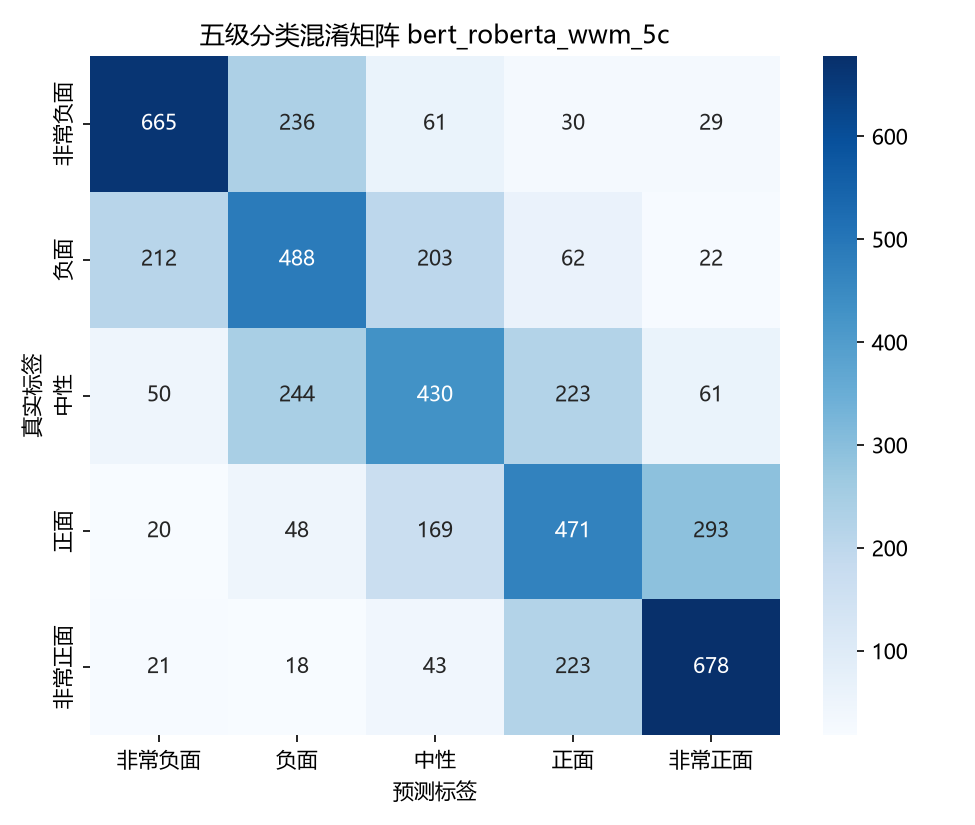 五级分类混淆矩阵 bert_roberta_wwm_5c
真实标签
非常负面 665 236 61 30 29
负面 212 488 203 62 22
中性 50 244 430 223 61
正面 20 48 169 471 293
非常正面 21 18 43 223 678
非常负面 负面 中性 正面 非常正面
预测标签
600
500
400
300
200
100